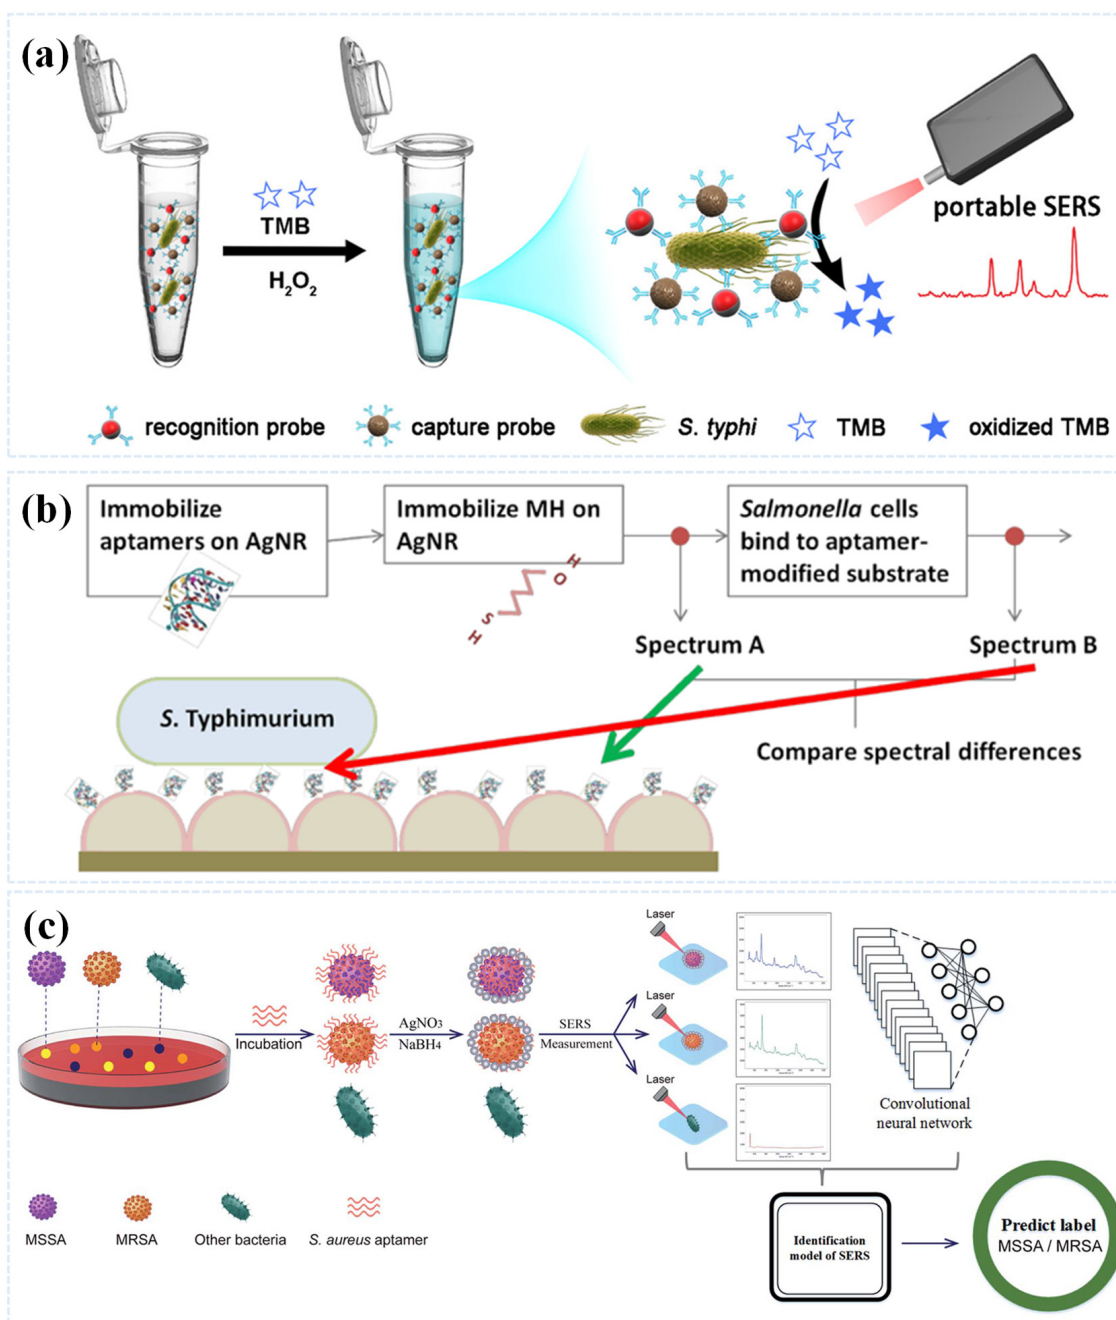 (a)
TMB
H₂O₂
portable SERS
recognition probe
capture probe
S. typhi
TMB
oxidized TMB
(b)
Immobilize
aptamers on AgNR
Immobilize MH on
AgNR
Salmonella cells
bind to aptamer-
modified substrate
H
O
S
H
Spectrum A
Spectrum B
S. Typhimurium
Compare spectral differences
(c)
Incubation
AgNO₃
NaBH₄
SERS
Measurement
Laser
Laser
Laser
Convolutional
neural network
MSSA
MRSA
Other bacteria
S. aureus aptamer
Identification
model of SERS
Predict label
MSSA / MRSA